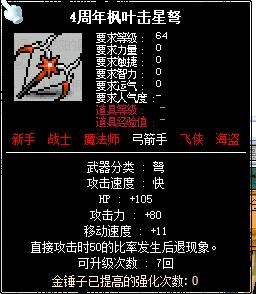 4周年枫叶击星弩
要求等级： 64
要求力量： 0
要求敏捷： 0
要求智力： 0
要求运气： 0
要求人气度： -
道具等级： -
道具经验值： -
新手 战士 魔法师 弓箭手 飞侠 海盗
武器分类 : 弩
攻击速度 : 快
HP : +105
攻击力 : +80
移动速度 : +11
直接攻击时50的比率发生后退现象。
可升级次数 : 7回
金锤子已提高的强化次数: 0